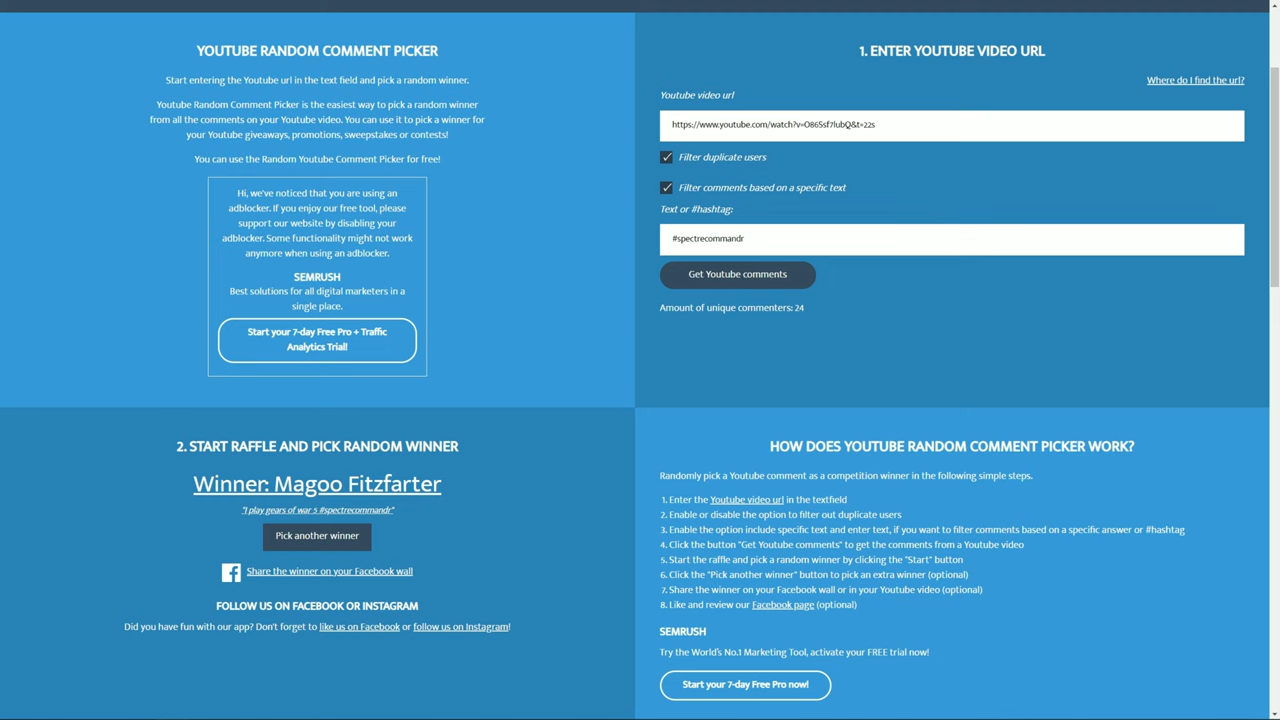 YOUTUBE RANDOM COMMENT PICKER
Start entering the Youtube url in the text field and pick a random winner.
Youtube Random Comment Picker is the easiest way to pick a random winner
from all the comments on your Youtube video. You can use it to pick a winner for
your Youtube giveaways, promotions, sweepstakes or contests!
You can use the Random Youtube Comment Picker for free!
Hi, we've noticed that you are using an
adblocker. If you enjoy our free tool, please
support our website by disabling your
adblocker. Some functionality might not work
anymore when using an adblocker.
SEMRUSH
Best solutions for all digital marketers in a
single place.
Start your 7-day Free Pro + Traffic
Analytics Trial!
1. ENTER YOUTUBE VIDEO URL
Where do I find the url?
Youtube video url
https://www.youtube.com/watch?v=O865sf7lubQ&t=22s
Filter duplicate users
Filter comments based on a specific text
Text or #hashtag:
#spectrecommandr
Get Youtube comments
Amount of unique commenters: 24
2. START RAFFLE AND PICK RANDOM WINNER
Winner: Magoo Fitzfarter
"I play gears of war 5 #spectrecommandr"
Pick another winner
Share the winner on your Facebook wall
FOLLOW US ON FACEBOOK OR INSTAGRAM
Did you have fun with our app? Don't forget to like us on Facebook or follow us on Instagram!
HOW DOES YOUTUBE RANDOM COMMENT PICKER WORK?
Randomly pick a Youtube comment as a competition winner in the following simple steps.
1. Enter the Youtube video url in the textfield
2. Enable or disable the option to filter out duplicate users
3. Enable the option include specific text and enter text, if you want to filter comments based on a specific answer or #hashtag
4. Click the button "Get Youtube comments" to get the comments from a Youtube video
5. Start the raffle and pick a random winner by clicking the "Start" button
6. Click the "Pick another winner" button to pick an extra winner (optional)
7. Share the winner on your Facebook wall or in your Youtube video (optional)
8. Like and review our Facebook page (optional)
SEMRUSH
Try the World's No.1 Marketing Tool, activate your FREE trial now!
Start your 7-day Free Pro now!